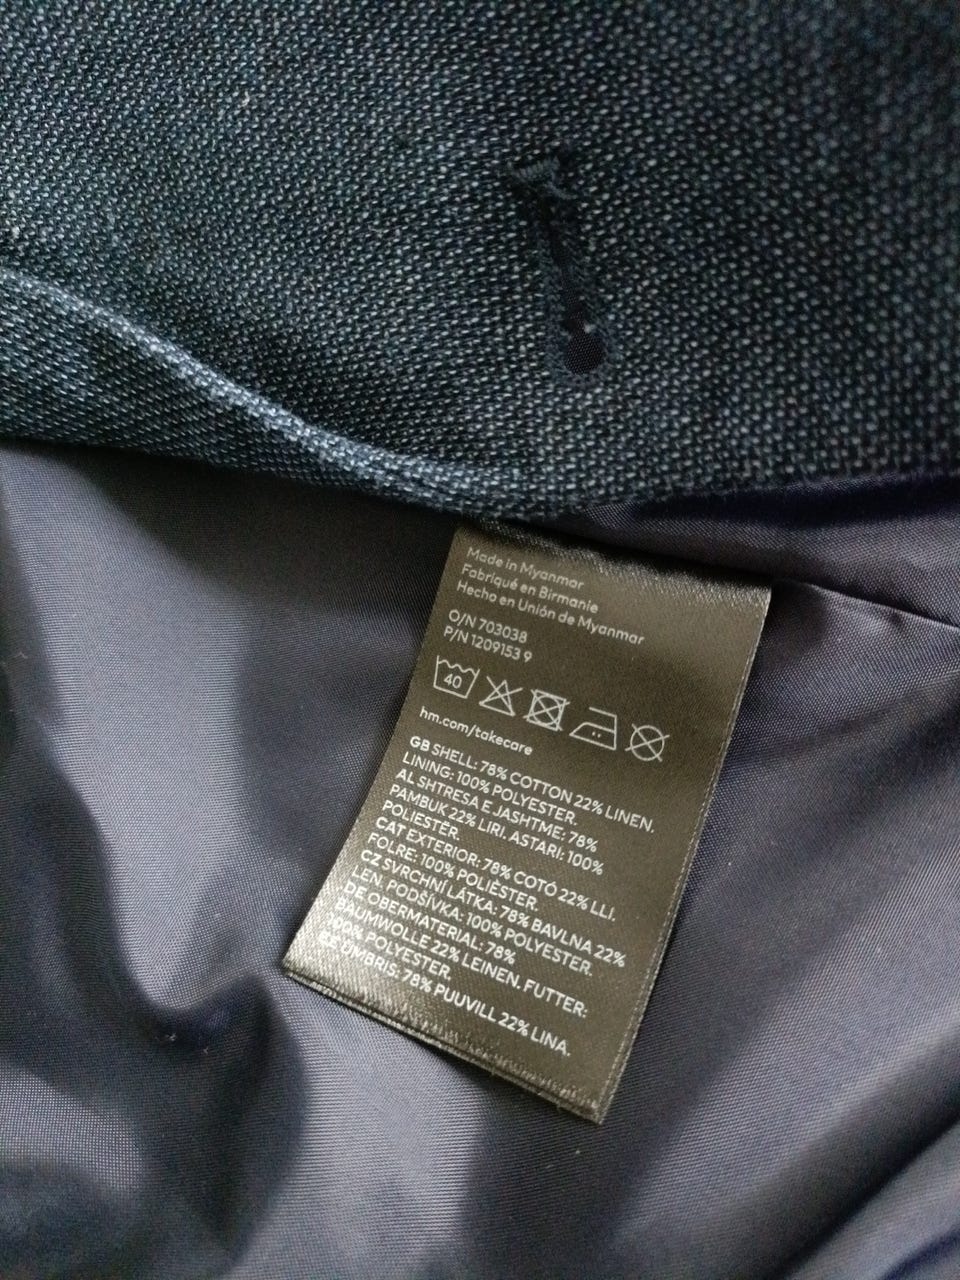 Made in Myanmar
Fabriqué en Birmanie
Hecho en Unión de Myanmar
O/N 703038
P/N 1209153 9
40
hm.com/takecare
GB SHELL: 78% COTTON 22% LINEN.
LINING: 100% POLYESTER.
AL SHTRESA E JASHTME: 78%
PAMBUK 22% LIRI. ASTARI: 100%
POLIESTËR.
CAT EXTERIOR: 78% COTÓ 22% LLI.
FOLRE: 100% POLIÈSTER.
CZ SVRCHNÍ LÁTKA: 78% BAVLNA 22%
LEN. PODŠÍVKA: 100% POLYESTER.
DE OBERMATERIAL: 78%
BAUMWOLLE 22% LEINEN. FUTTER:
100% POLYESTER.
EE ÜMBRIS: 78% PUUVILL 22% LINA.